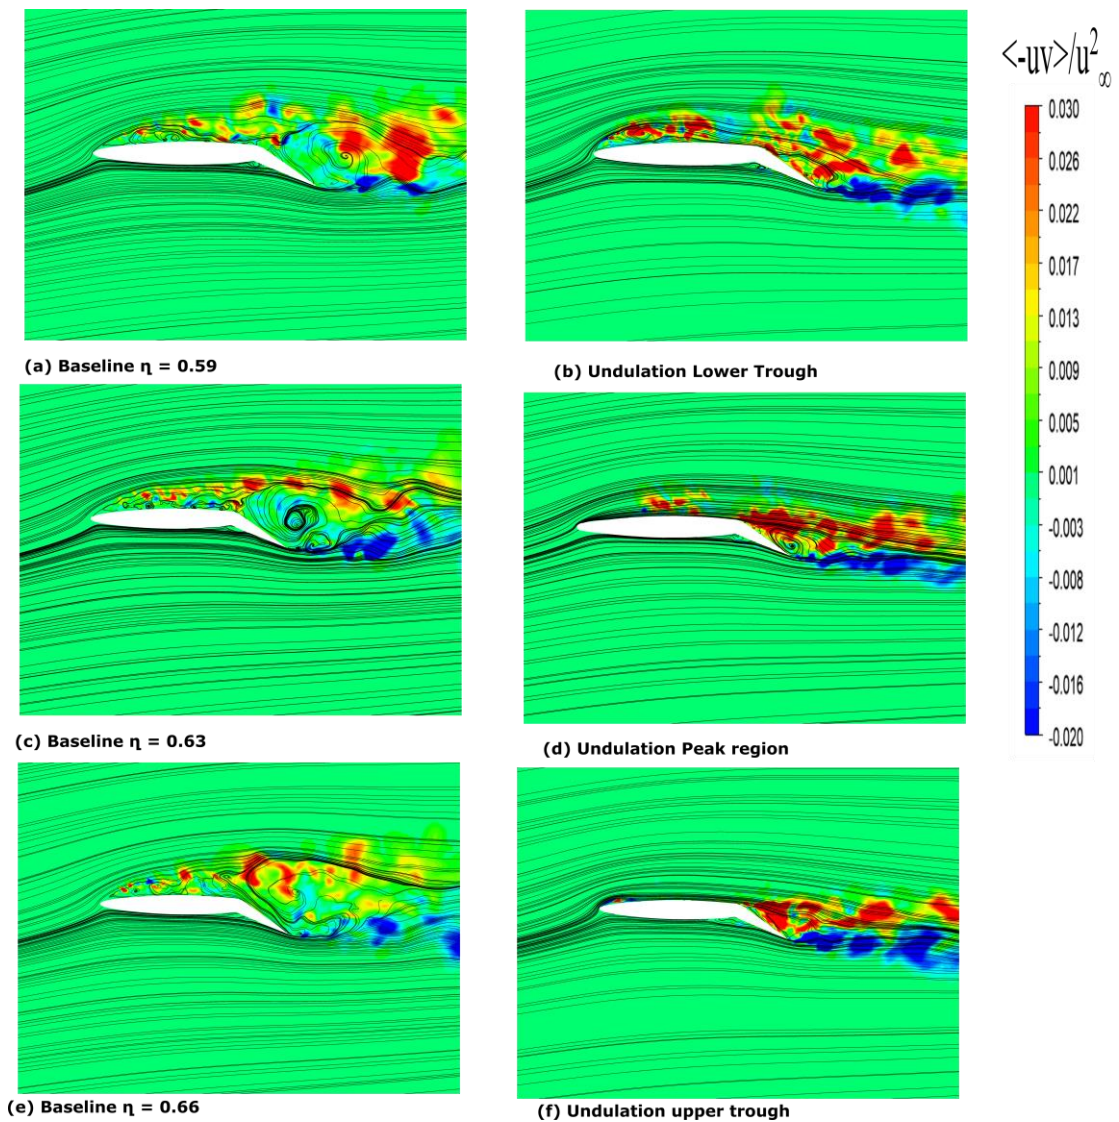 <-uv>/u²∞
0.030
0.026
0.022
0.017
0.013
0.009
0.005
0.001
-0.003
-0.008
-0.012
-0.016
-0.020
(a) Baseline η = 0.59
(b) Undulation Lower Trough
(c) Baseline η = 0.63
(d) Undulation Peak region
(e) Baseline η = 0.66
(f) Undulation upper trough